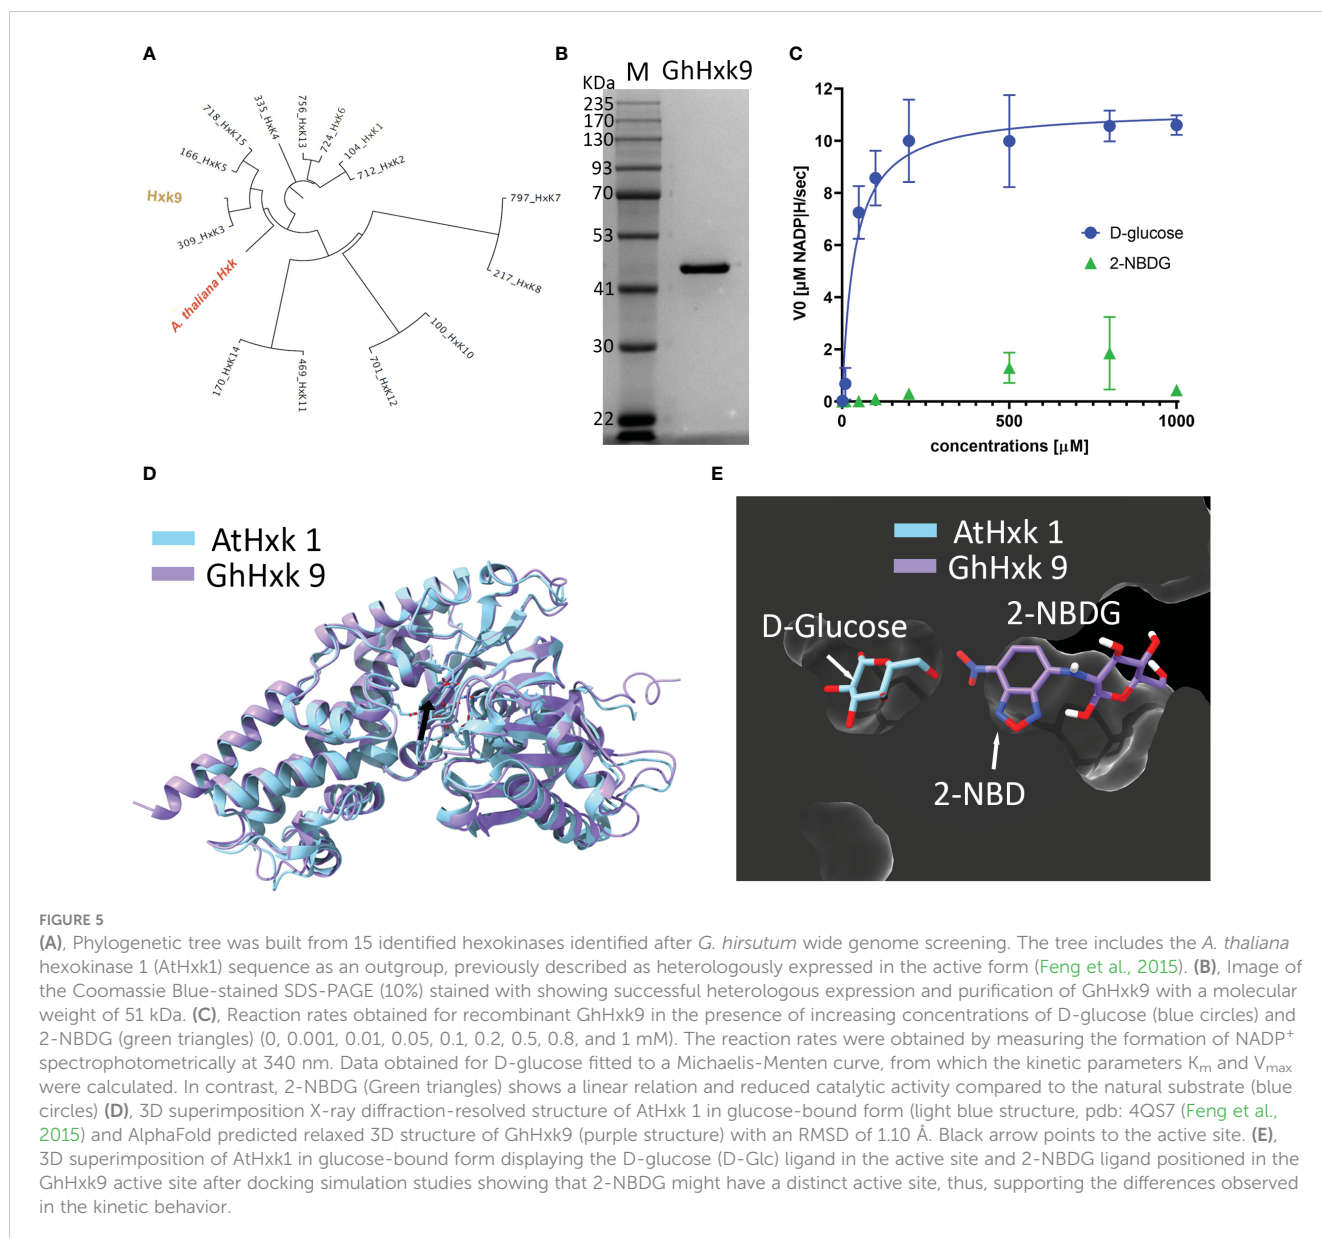 A
335_HxK4
756_HxK13
724_HxK6
104_HxK1
712_HxK2
718_HxK15
166_HxK5
Hxk9
309_HxK3
A. thaliana Hxk
797_HxK7
217_HxK8
100_HxK10
701_HxK12
469_HxK11
170_HxK14
B
KDa
M GhHxk9
235
170
130
93
70
53
41
30
22
C
V0 [µM NADP|H/sec]
12
10
8
6
4
2
0
0
500
1000
concentrations [µM]
D-glucose
2-NBDG
D
AtHxk 1
GhHxk 9
E
AtHxk 1
GhHxk 9
2-NBDG
D-Glucose
2-NBD
FIGURE 5
(A), Phylogenetic tree was built from 15 identified hexokinases identified after G. hirsutum wide genome screening. The tree includes the A. thaliana
hexokinase 1 (AtHxk1) sequence as an outgroup, previously described as heterologously expressed in the active form (Feng et al., 2015). (B), Image of
the Coomassie Blue-stained SDS-PAGE (10%) stained with showing successful heterologous expression and purification of GhHxk9 with a molecular
weight of 51 kDa. (C), Reaction rates obtained for recombinant GhHxk9 in the presence of increasing concentrations of D-glucose (blue circles) and
2-NBDG (green triangles) (0, 0.001, 0.01, 0.05, 0.1, 0.2, 0.5, 0.8, and 1 mM). The reaction rates were obtained by measuring the formation of NADP⁺
spectrophotometrically at 340 nm. Data obtained for D-glucose fitted to a Michaelis-Menten curve, from which the kinetic parameters Kₘ and Vmax
were calculated. In contrast, 2-NBDG (Green triangles) shows a linear relation and reduced catalytic activity compared to the natural substrate (blue
circles) (D), 3D superimposition X-ray diffraction-resolved structure of AtHxk 1 in glucose-bound form (light blue structure, pdb: 4QS7 (Feng et al.,
2015) and AlphaFold predicted relaxed 3D structure of GhHxk9 (purple structure) with an RMSD of 1.10 Å. Black arrow points to the active site. (E),
3D superimposition of AtHxk1 in glucose-bound form displaying the D-glucose (D-Glc) ligand in the active site and 2-NBDG ligand positioned in the
GhHxk9 active site after docking simulation studies showing that 2-NBDG might have a distinct active site, thus, supporting the differences observed
in the kinetic behavior.